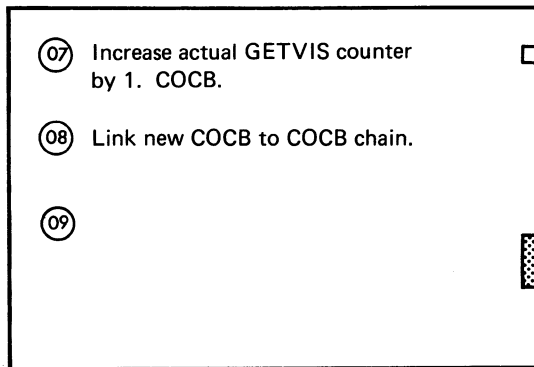 07 Increase actual GETVIS counter
by 1. COCB.
08 Link new COCB to COCB chain.
09